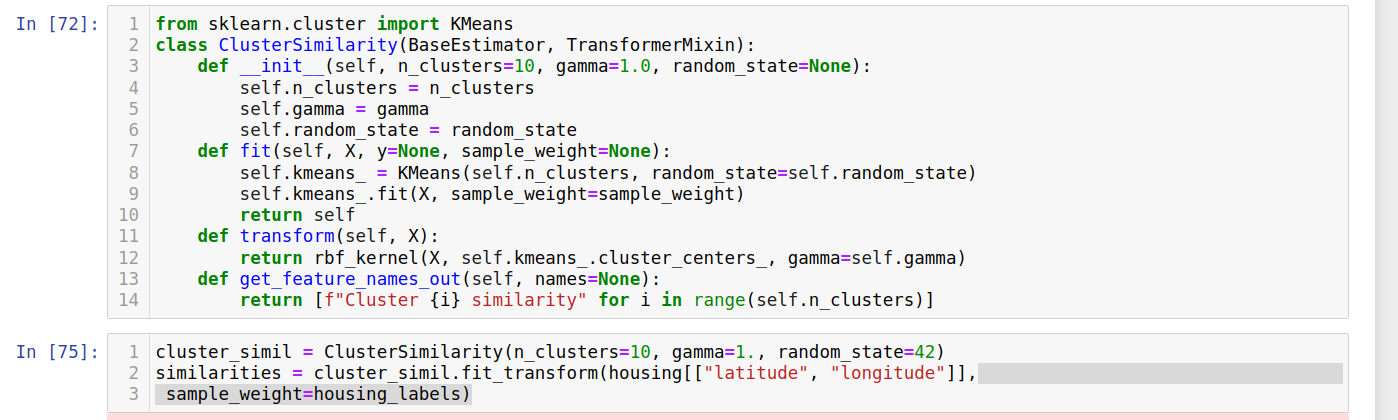 In [72]:
1 from sklearn.cluster import KMeans
2 class ClusterSimilarity(BaseEstimator, TransformerMixin):
3     def __init__(self, n_clusters=10, gamma=1.0, random_state=None):
4         self.n_clusters = n_clusters
5         self.gamma = gamma
6         self.random_state = random_state
7     def fit(self, X, y=None, sample_weight=None):
8         self.kmeans_ = KMeans(self.n_clusters, random_state=self.random_state)
9         self.kmeans_.fit(X, sample_weight=sample_weight)
10         return self
11     def transform(self, X):
12         return rbf_kernel(X, self.kmeans_.cluster_centers_, gamma=self.gamma)
13     def get_feature_names_out(self, names=None):
14         return [f"Cluster {i} similarity" for i in range(self.n_clusters)]
In [75]:
1 cluster_simil = ClusterSimilarity(n_clusters=10, gamma=1., random_state=42)
2 similarities = cluster_simil.fit_transform(housing[["latitude", "longitude"]],
3  sample_weight=housing_labels)